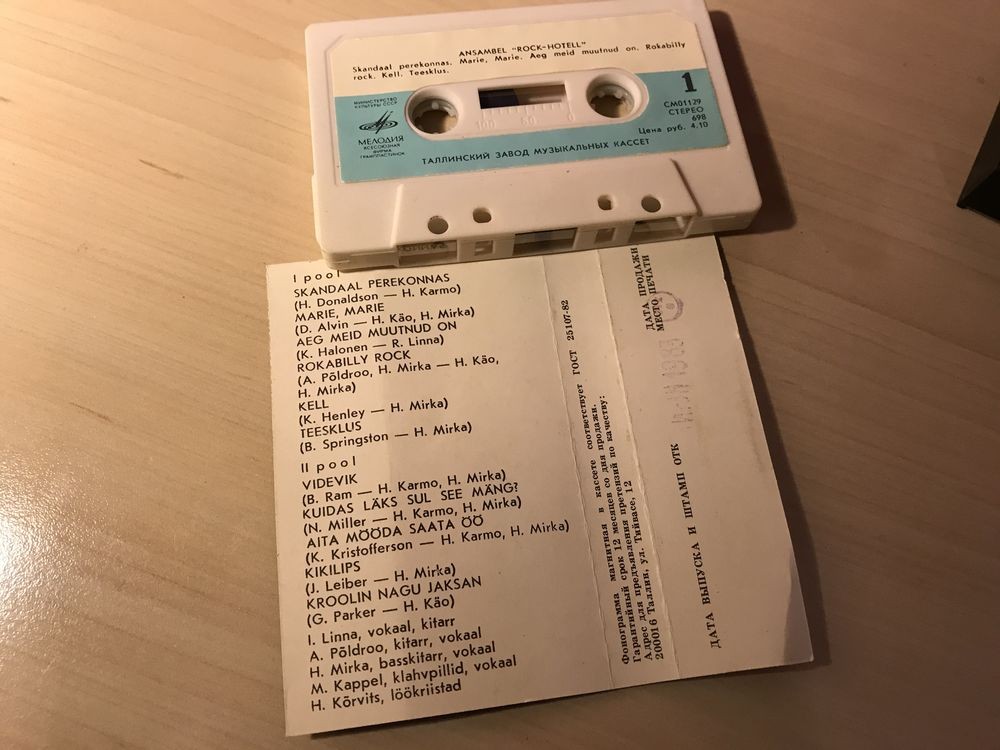 ANSAMBEL "ROCK-HOTELL"
Skandaal perekonnas. Marie, Marie. Aeg meid muutnud on. Rokabilly
rock. Kell. Teesklus.
МИНИСТЕРСТВО
КУЛЬТУРЫ СССР
МЕЛОДИЯ
ВСЕСОЮЗНАЯ
ФИРМА
ГРАМПЛАСТИНОК
1
СМ01129
СТЕРЕО
698
Цена руб. 4.10
100 50 0
ТАЛЛИНСКИЙ ЗАВОД МУЗЫКАЛЬНЫХ КАССЕТ
I pool
SKANDAAL PEREKONNAS
(H. Donaldson — H. Karmo)
MARIE, MARIE
(D. Alvin — H. Käo, H. Mirka)
AEG MEID MUUTNUD ON
(K. Halonen — R. Linna)
ROKABILLY ROCK
(A. Põldroo, H. Mirka — H. Käo,
H. Mirka)
KELL
(K. Henley — H. Mirka)
TEESKLUS
(B. Springston — H. Mirka)
II pool
VIDEVIK
(B. Ram — H. Karmo, H. Mirka)
KUIDAS LÄKS SUL SEE MÄNG?
(N. Miller — H. Karmo, H. Mirka)
AITA MÖÖDA SAATA ÖÖ
(K. Kristofferson — H. Karmo, H. Mirka)
KIKILIPS
(J. Leiber — H. Mirka)
KROOLIN NAGU JAKSAN
(G. Parker — H. Käo)
I. Linna, vokaal, kitarr
A. Põldroo, kitarr, vokaal
H. Mirka, basskitarr, vokaal
M. Kappel, klahvpillid, vokaal
H. Kõrvits, löökriistad
Фонограмма магнитная в кассете соответствует ГОСТ 25107-82
Гарантийный срок 12 месяцев со дня продажи.
Адрес для предъявления претензий по качеству:
200016 Таллин, ул. Тийвасе, 12
ДАТА ВЫПУСКА И ШТАМП ОТК
ДАТА ПРОДАЖИ
МЕСТО ПЕЧАТИ